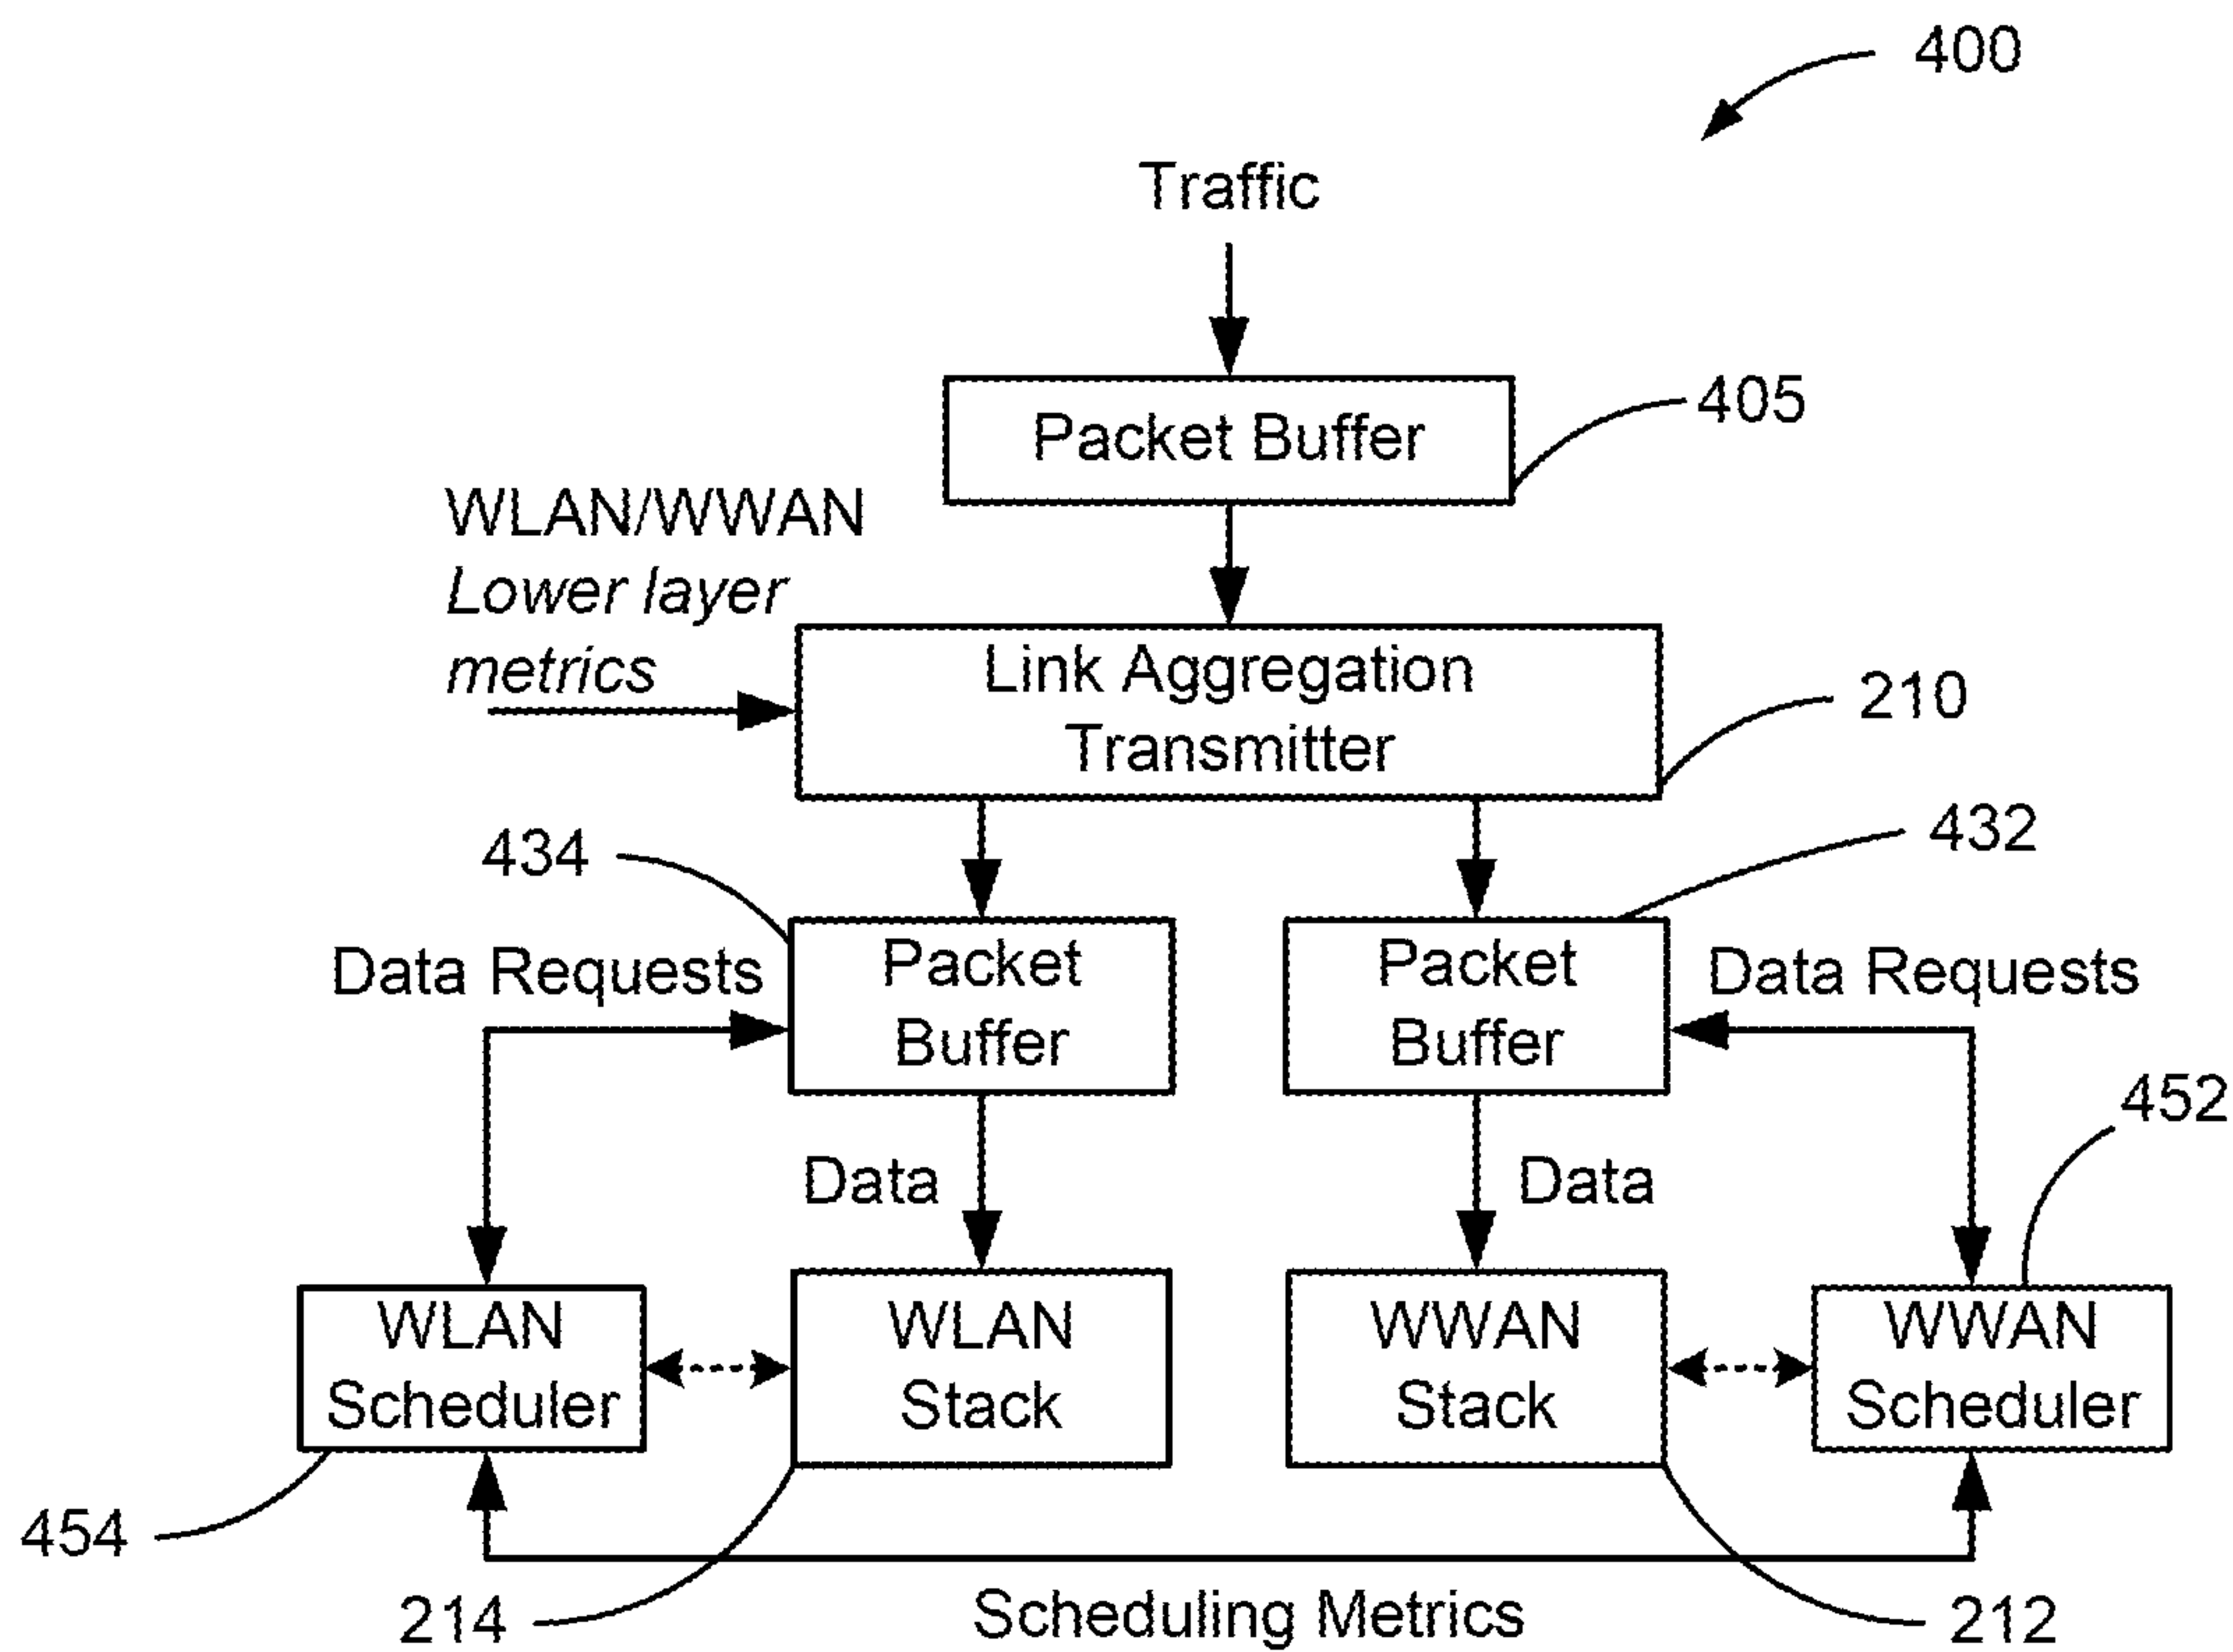 400
Traffic
Packet Buffer
405
WLAN/WWAN
Lower layer
metrics
Link Aggregation
Transmitter
210
434
432
Data Requests
Packet
Buffer
Packet
Buffer
Data Requests
452
Data
Data
WLAN
Scheduler
WLAN
Stack
WWAN
Stack
WWAN
Scheduler
454
214
Scheduling Metrics
212